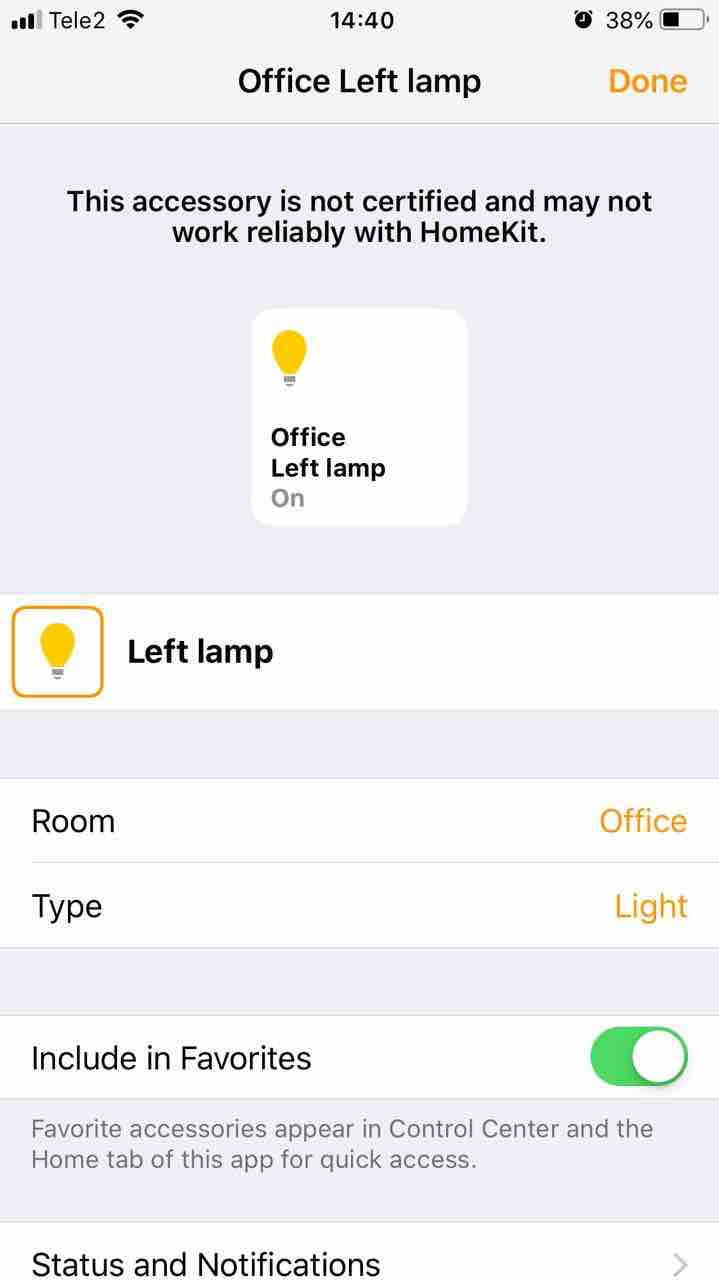 Tele2 14:40 38%
Office Left lamp Done
This accessory is not certified and may not
work reliably with HomeKit.
Office
Left lamp
On
Left lamp
Room Office
Type Light
Include in Favorites
Favorite accessories appear in Control Center and the
Home tab of this app for quick access.
Status and Notifications